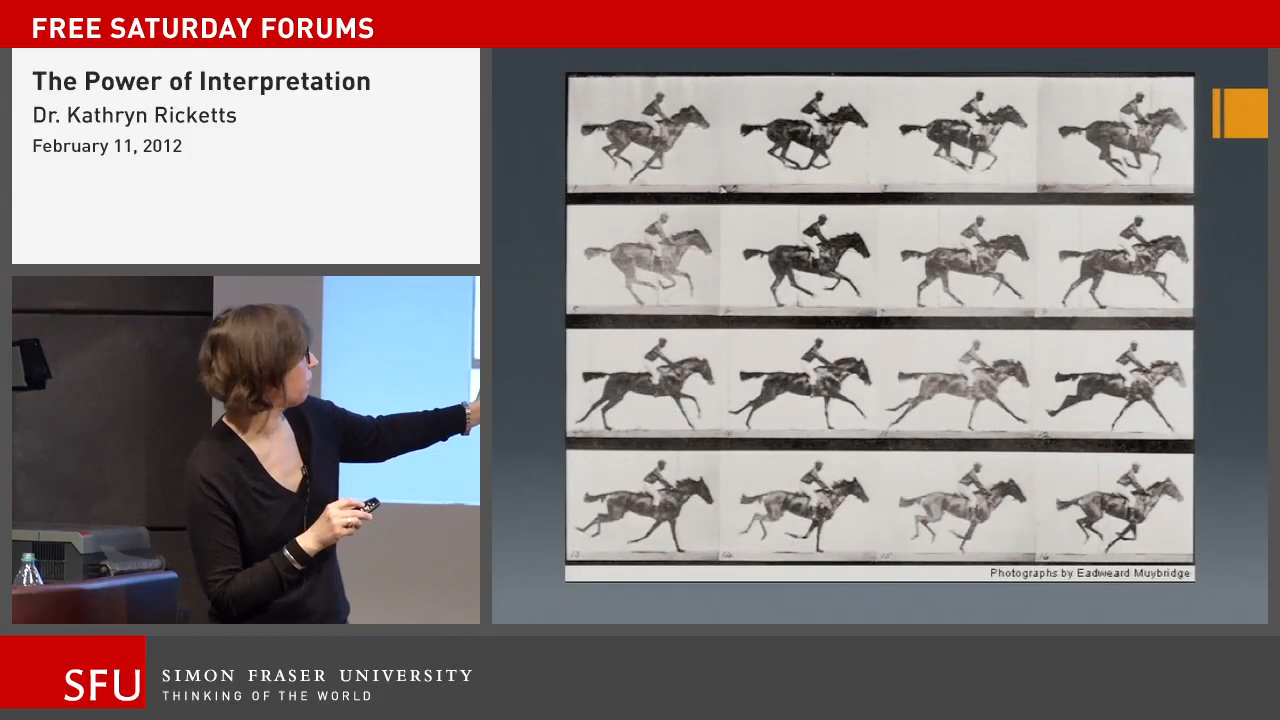 FREE SATURDAY FORUMS
The Power of Interpretation
Dr. Kathryn Ricketts
February 11, 2012
Photographs by Eadweard Muybridge
SFU
SIMON FRASER UNIVERSITY
THINKING OF THE WORLD